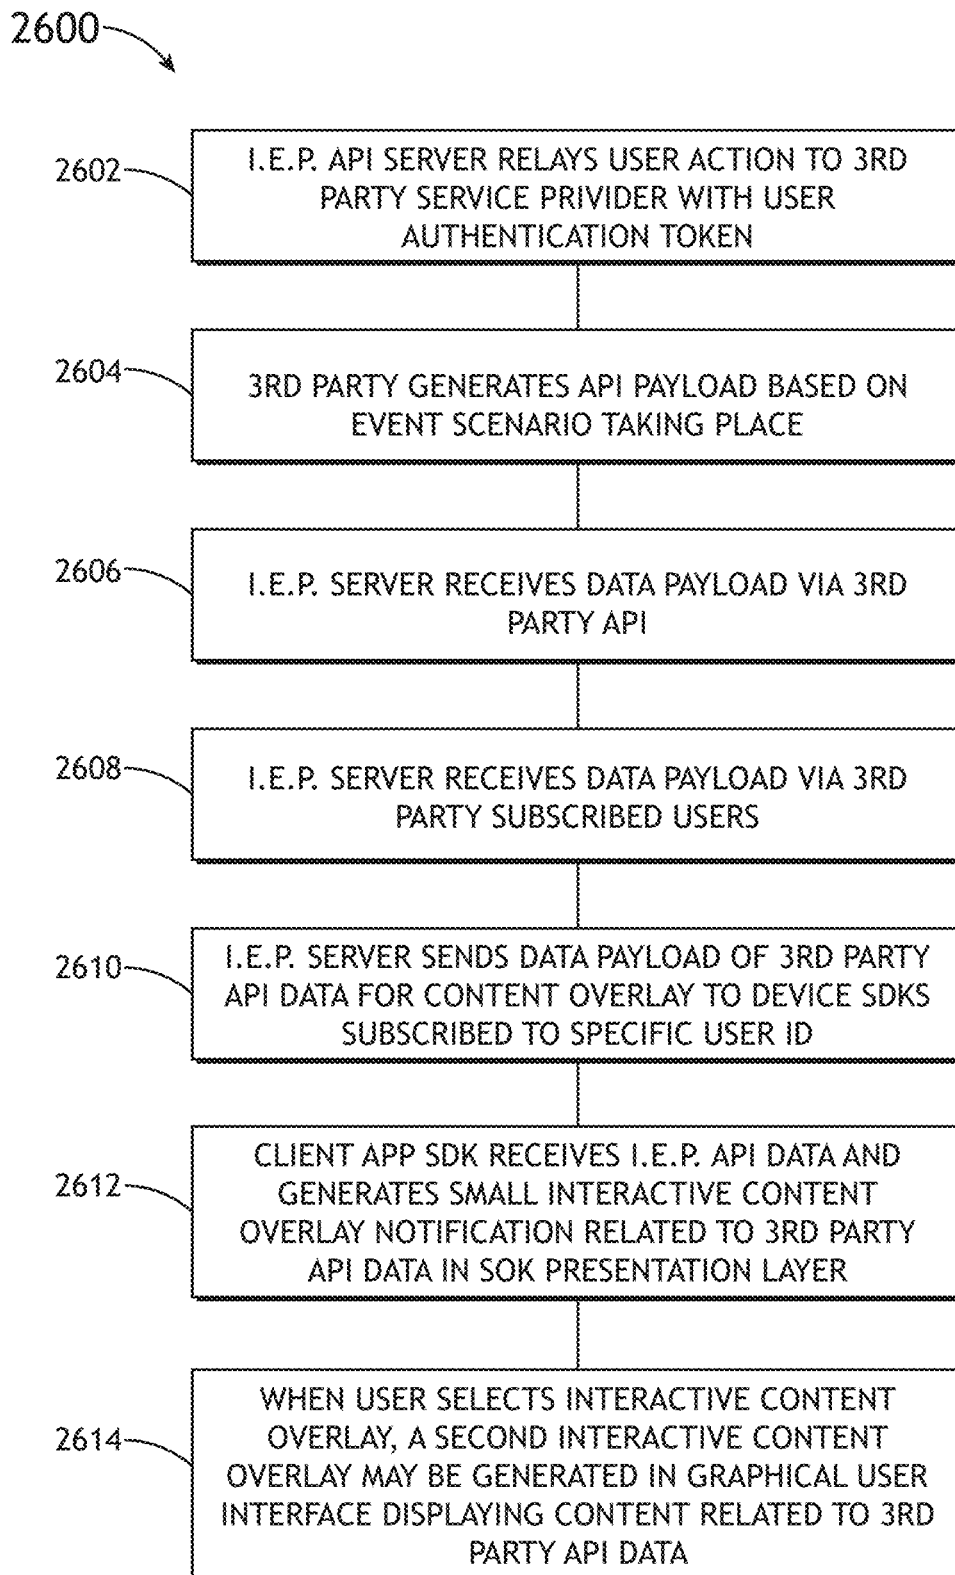 2600
2602
I.E.P. API SERVER RELAYS USER ACTION TO 3RD
PARTY SERVICE PROVIDER WITH USER
AUTHENTICATION TOKEN
2604
3RD PARTY GENERATES API PAYLOAD BASED ON
EVENT SCENARIO TAKING PLACE
2606
I.E.P. SERVER RECEIVES DATA PAYLOAD VIA 3RD
PARTY API
2608
I.E.P. SERVER RECEIVES DATA PAYLOAD VIA 3RD
PARTY SUBSCRIBED USERS
2610
I.E.P. SERVER SENDS DATA PAYLOAD OF 3RD PARTY
API DATA FOR CONTENT OVERLAY TO DEVICE SDKS
SUBSCRIBED TO SPECIFIC USER ID
2612
CLIENT APP SDK RECEIVES I.E.P. API DATA AND
GENERATES SMALL INTERACTIVE CONTENT
OVERLAY NOTIFICATION RELATED TO 3RD PARTY
API DATA IN SOK PRESENTATION LAYER
2614
WHEN USER SELECTS INTERACTIVE CONTENT
OVERLAY, A SECOND INTERACTIVE CONTENT
OVERLAY MAY BE GENERATED IN GRAPHICAL USER
INTERFACE DISPLAYING CONTENT RELATED TO 3RD
PARTY API DATA